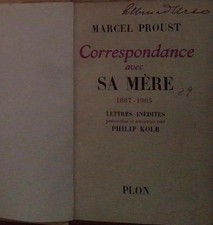 MARCEL PROUST
Correspondance
avec
SA MÈRE
1887-1905
LETTRES INÉDITES
présentées et annotées par
PHILIP KOLB
PLON